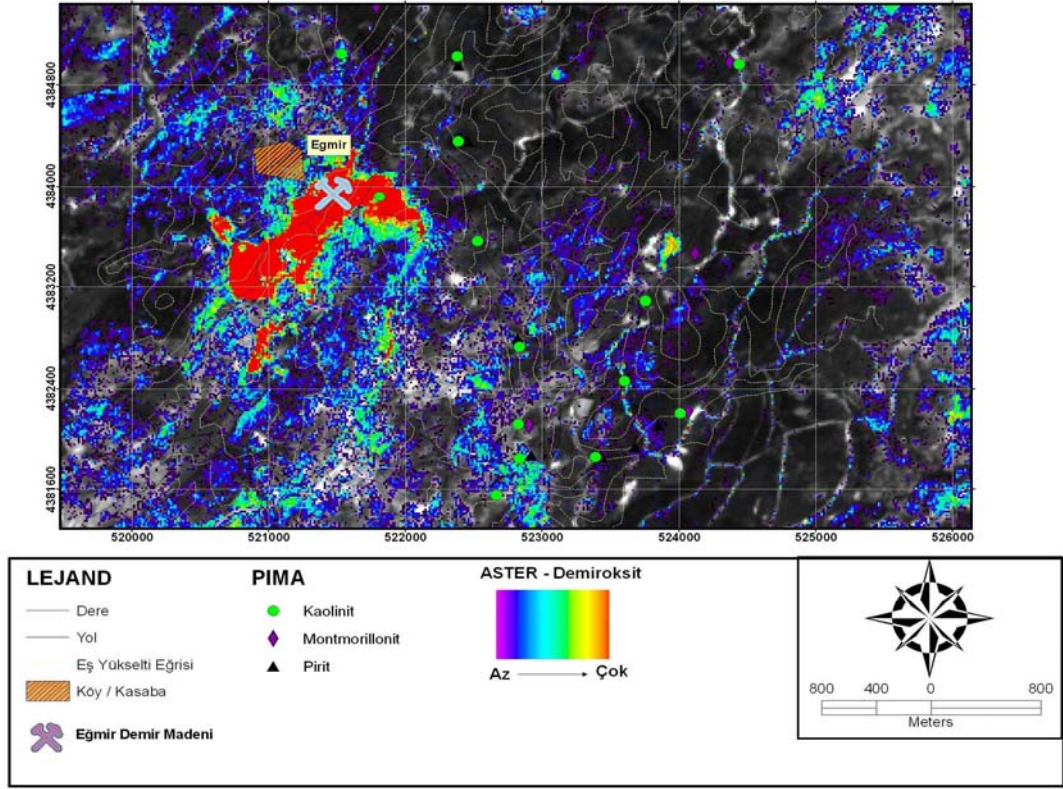 4384800
4384000
4383200
4382400
4381600
Egmir
520000 521000 522000 523000 524000 525000 526000
LEJAND
Dere
Yol
Eş Yükselti Eğrisi
Köy / Kasaba
Eğmir Demir Madeni
PIMA
Kaolinit
Montmorillonit
Pirit
ASTER - Demiroksit
Az Çok
800 400 0 800
Meters